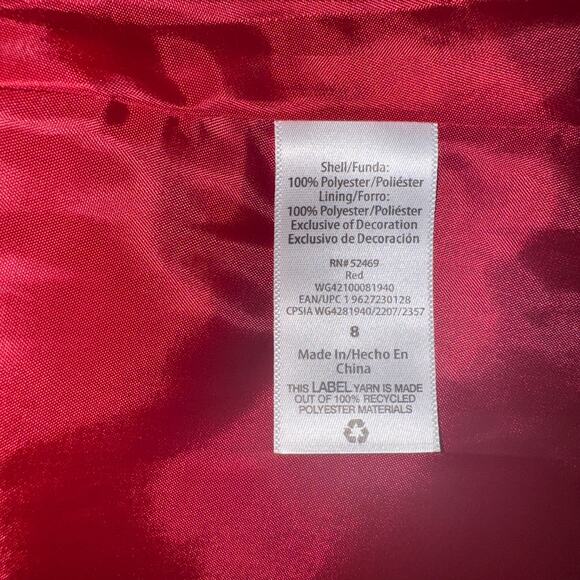 Shell/Funda:
100% Polyester/Poliéster
Lining/Forro:
100% Polyester/Poliéster
Exclusive of Decoration
Exclusivo de Decoración
RN# 52469
Red
WG42100081940
EAN/UPC 1 9627230128
CPSIA WG4281940/2207/2357
8
Made In/Hecho En
China
THIS LABEL YARN IS MADE
OUT OF 100% RECYCLED
POLYESTER MATERIALS